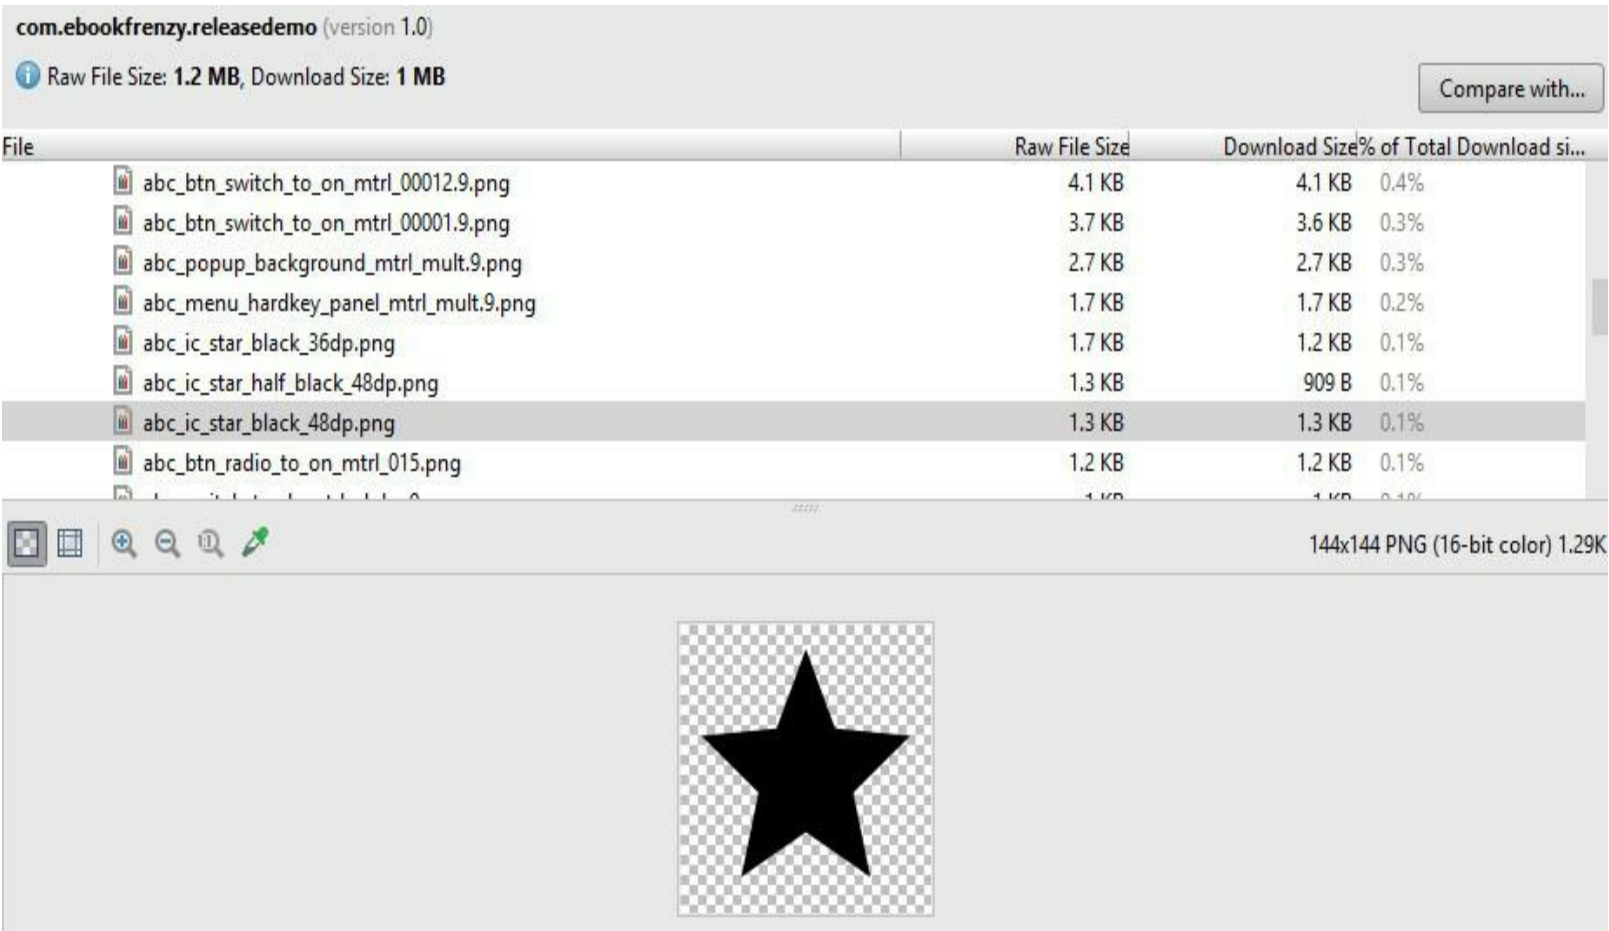 com.ebookfrenzy.releasedemo (version 1.0)
Raw File Size: 1.2 MB, Download Size: 1 MB
Compare with...
File Raw File Size Download Size % of Total Download si...
abc_btn_switch_to_on_mtrl_00012.9.png 4.1 KB 4.1 KB 0.4%
abc_btn_switch_to_on_mtrl_00001.9.png 3.7 KB 3.6 KB 0.3%
abc_popup_background_mtrl_mult.9.png 2.7 KB 2.7 KB 0.3%
abc_menu_hardkey_panel_mtrl_mult.9.png 1.7 KB 1.7 KB 0.2%
abc_ic_star_black_36dp.png 1.7 KB 1.2 KB 0.1%
abc_ic_star_half_black_48dp.png 1.3 KB 909 B 0.1%
abc_ic_star_black_48dp.png 1.3 KB 1.3 KB 0.1%
abc_btn_radio_to_on_mtrl_015.png 1.2 KB 1.2 KB 0.1%
1:1
144x144 PNG (16-bit color) 1.29K